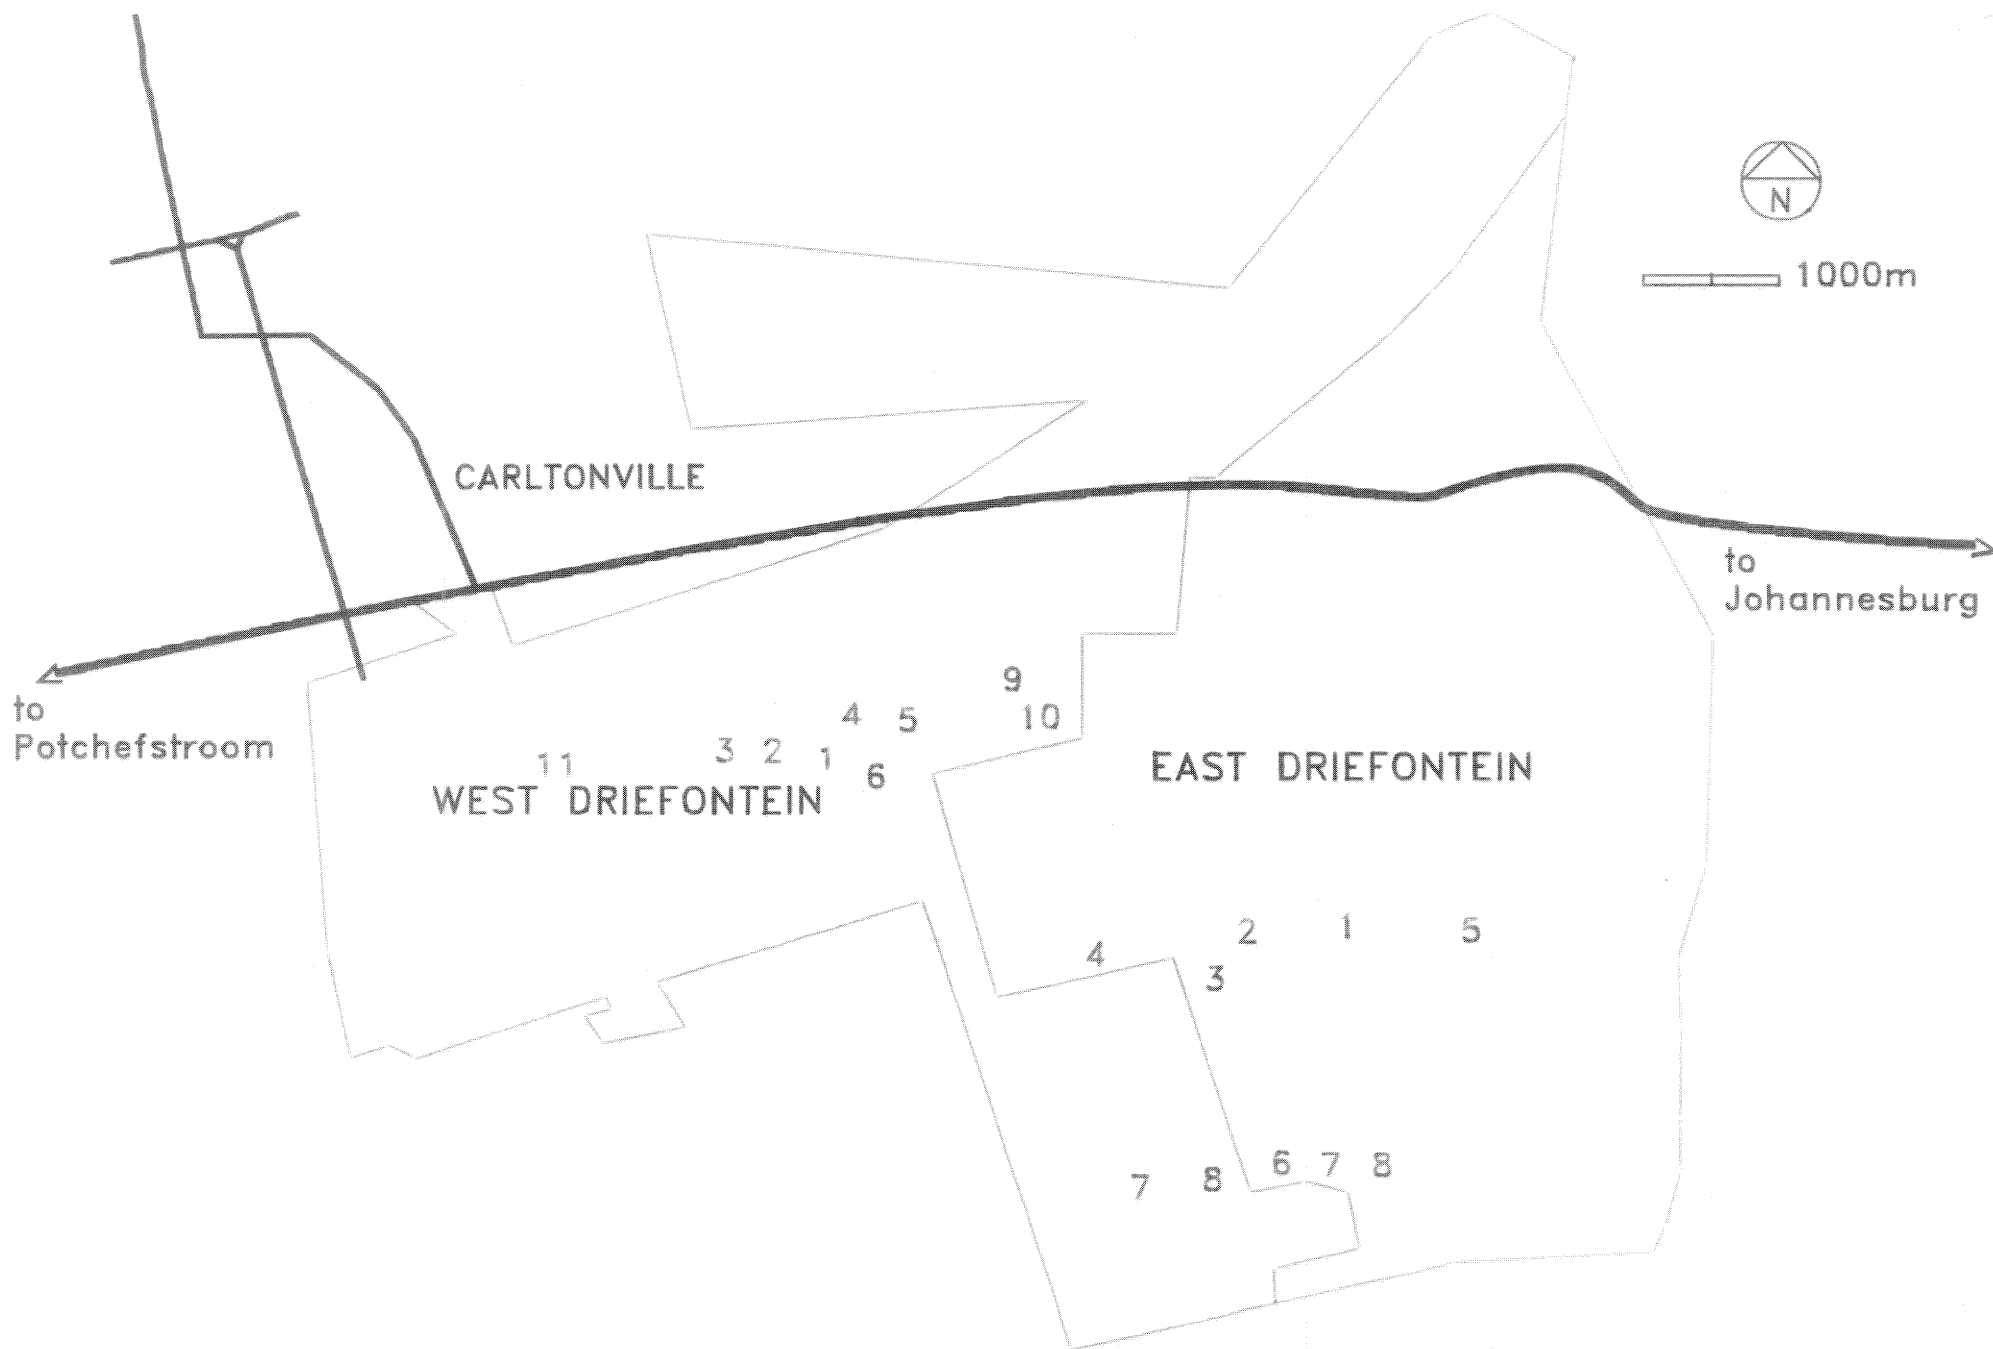 N
1000m
CARLTONVILLE
to
Johannesburg
to
Potchefstroom
9
4 5 10
11 3 2 1 6
WEST DRIEFONTEIN
EAST DRIEFONTEIN
4 2 1 5
3
7 8 6 7 8